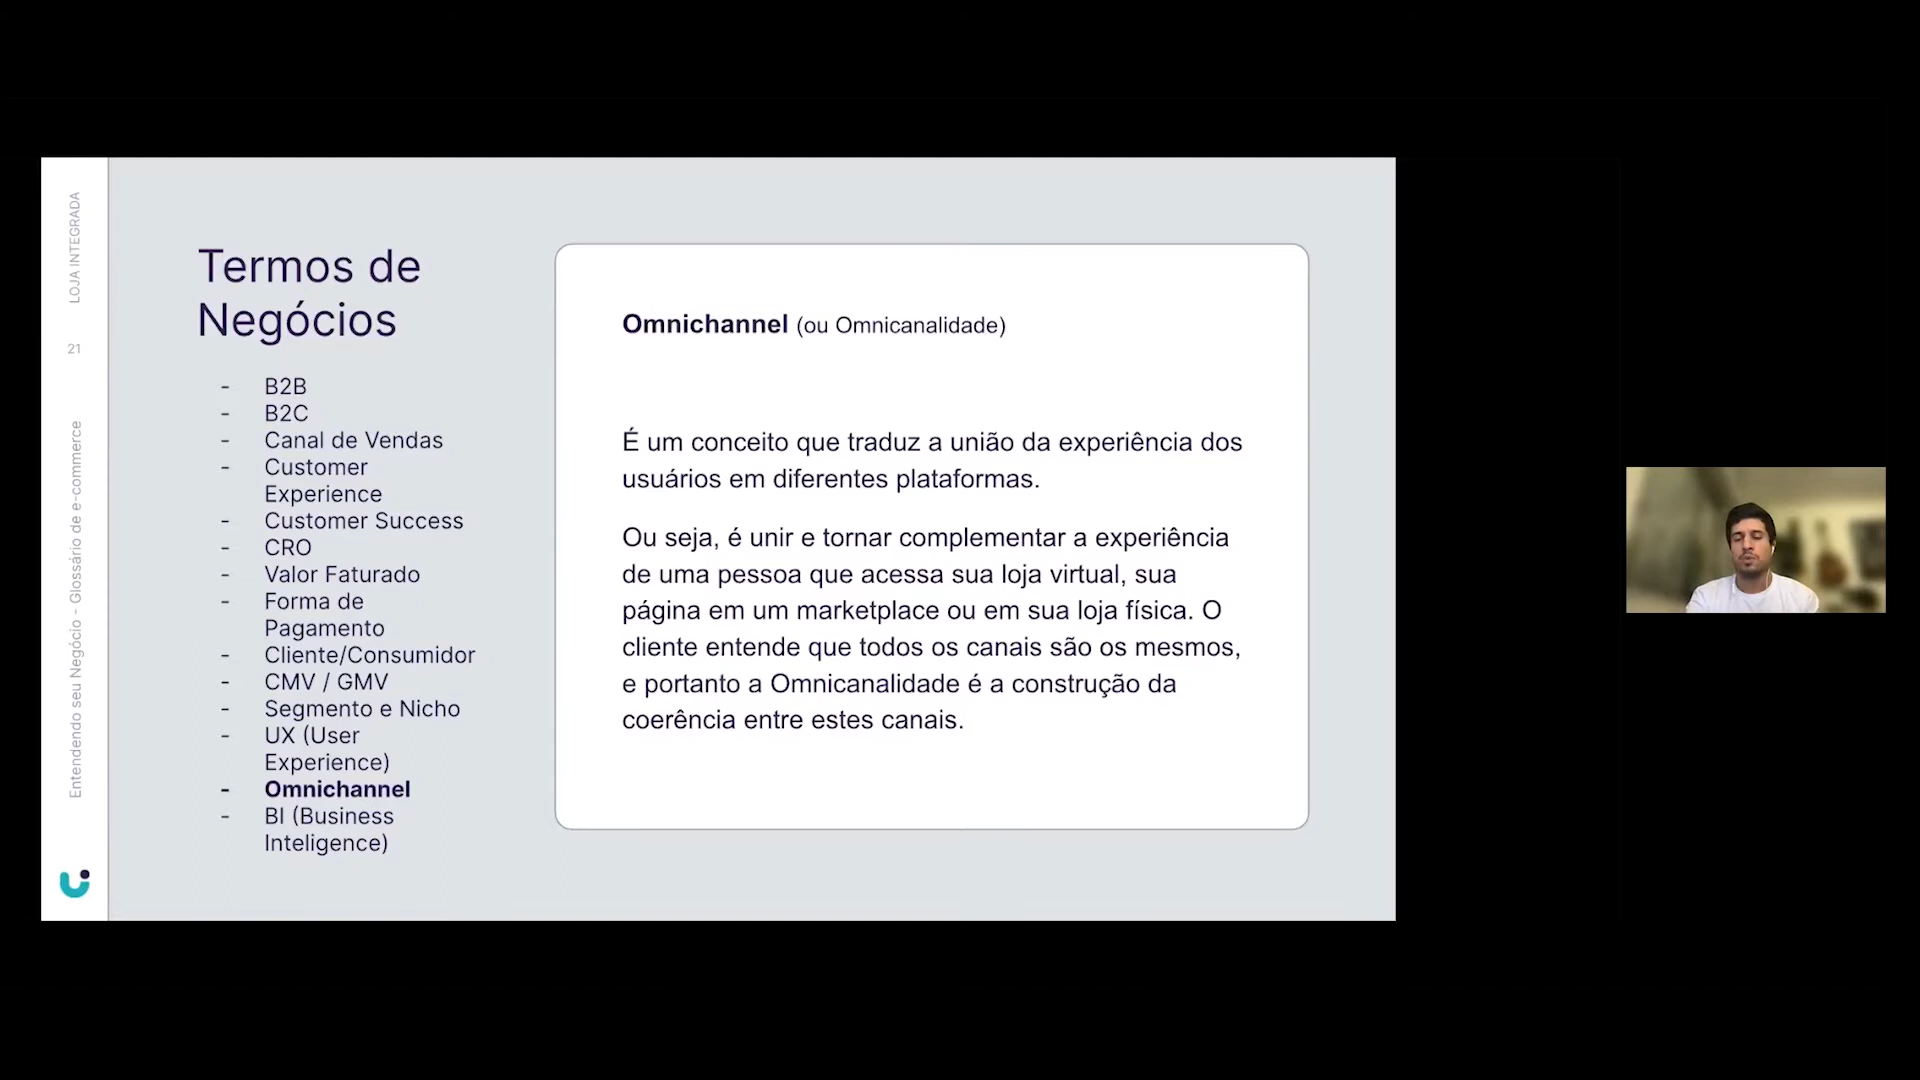 LOJA INTEGRADA
21
Entendendo seu Negócio - Glossário de e-commerce
Termos de
Negócios
- B2B
- B2C
- Canal de Vendas
- Customer
Experience
- Customer Success
- CRO
- Valor Faturado
- Forma de
Pagamento
- Cliente/Consumidor
- CMV / GMV
- Segmento e Nicho
- UX (User
Experience)
- Omnichannel
- BI (Business
Inteligence)
Omnichannel (ou Omnicanalidade)
É um conceito que traduz a união da experiência dos
usuários em diferentes plataformas.
Ou seja, é unir e tornar complementar a experiência
de uma pessoa que acessa sua loja virtual, sua
página em um marketplace ou em sua loja física. O
cliente entende que todos os canais são os mesmos,
e portanto a Omnicanalidade é a construção da
coerência entre estes canais.